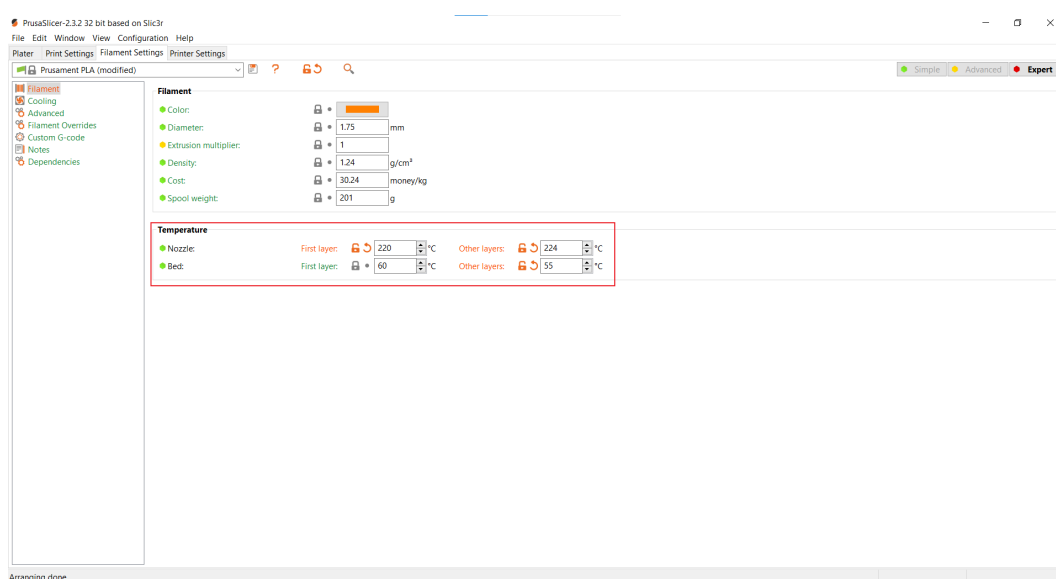 PrusaSlicer-2.3.2 32 bit based on Slic3r
File Edit Window View Configuration Help
Plater Print Settings Filament Settings Printer Settings
Prusament PLA (modified) ? Simple Advanced Expert
Filament
Cooling
Advanced
Filament Overrides
Custom G-code
Notes
Dependencies
Filament
Color:
Diameter: 1.75 mm
Extrusion multiplier: 1
Density: 1.24 g/cm³
Cost: 30.24 money/kg
Spool weight: 201 g
Temperature
Nozzle: First layer: 220 °C Other layers: 224 °C
Bed: First layer: 60 °C Other layers: 55 °C
Arranging done.